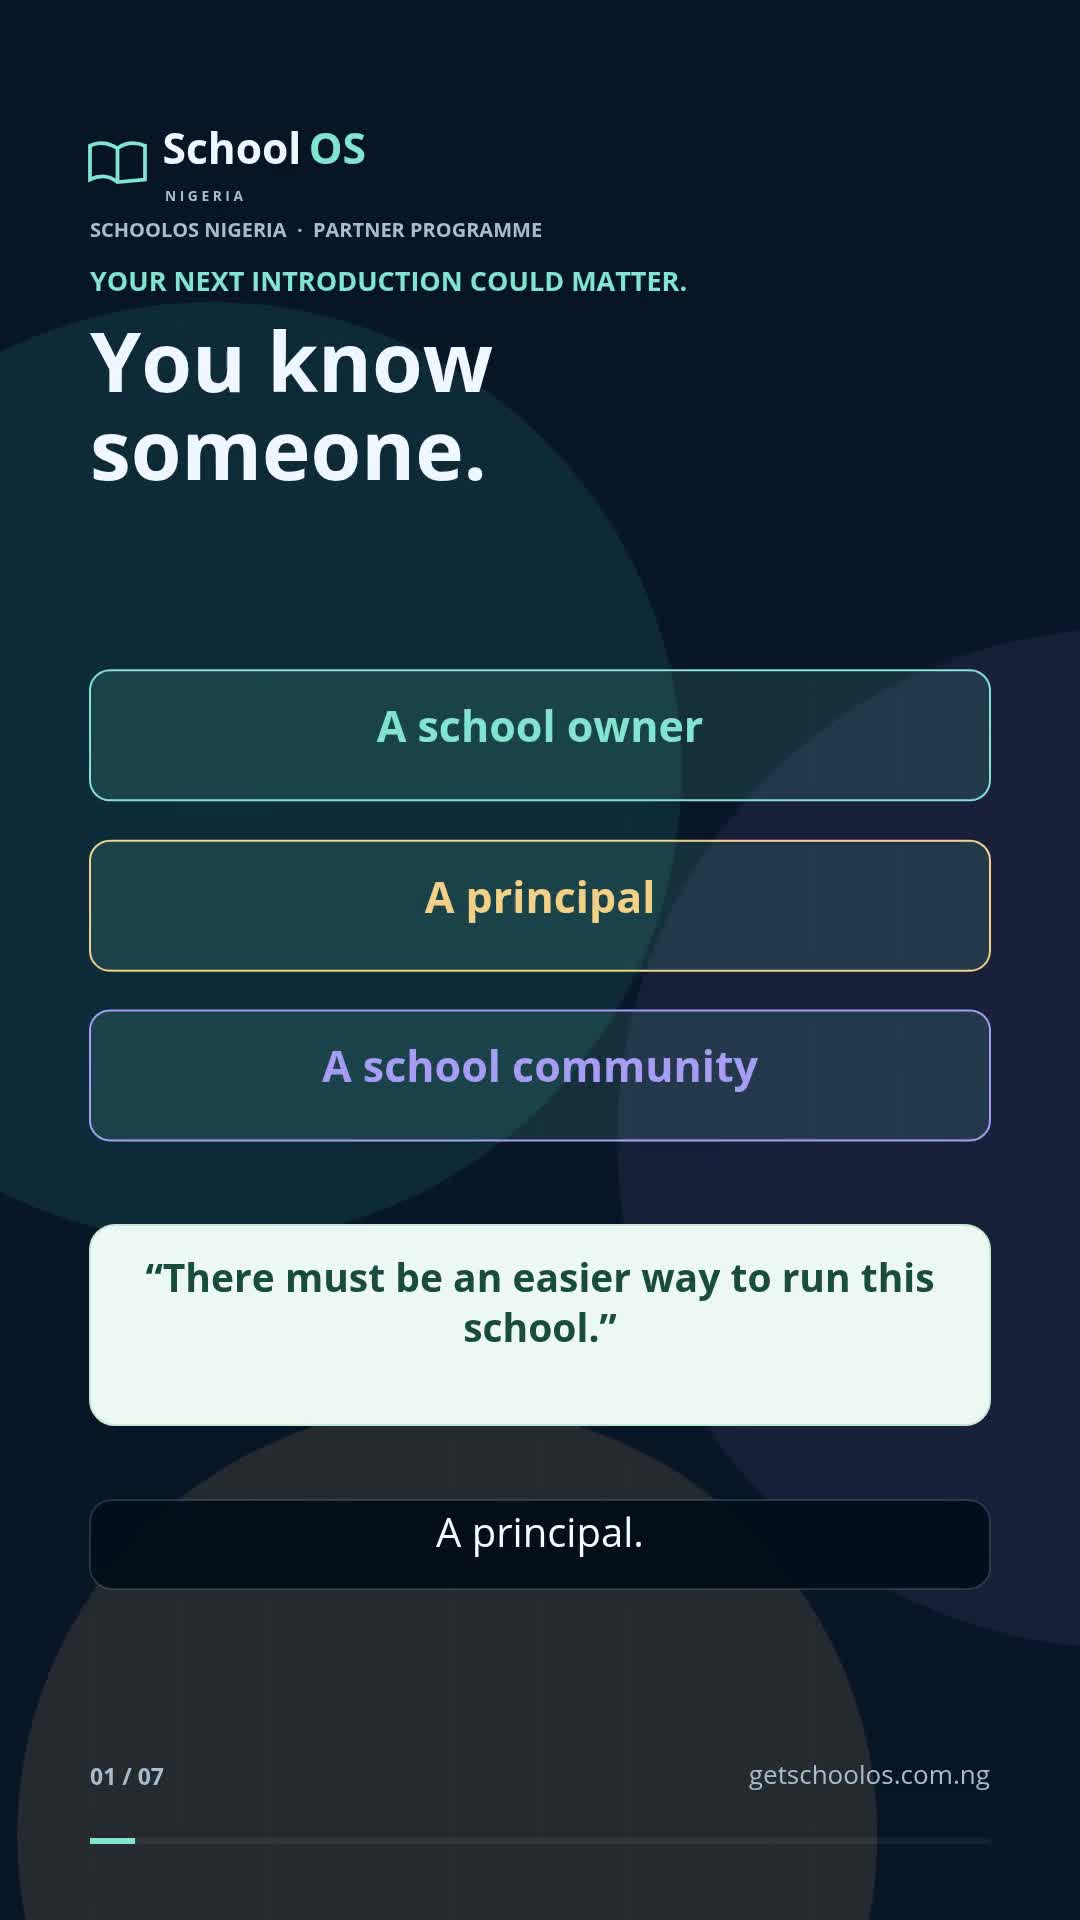 School OS
NIGERIA
SCHOOLOS NIGERIA · PARTNER PROGRAMME
YOUR NEXT INTRODUCTION COULD MATTER.
You know
someone.
A school owner
A principal
A school community
“There must be an easier way to run this
school.”
A principal.
01 / 07
getschoolos.com.ng